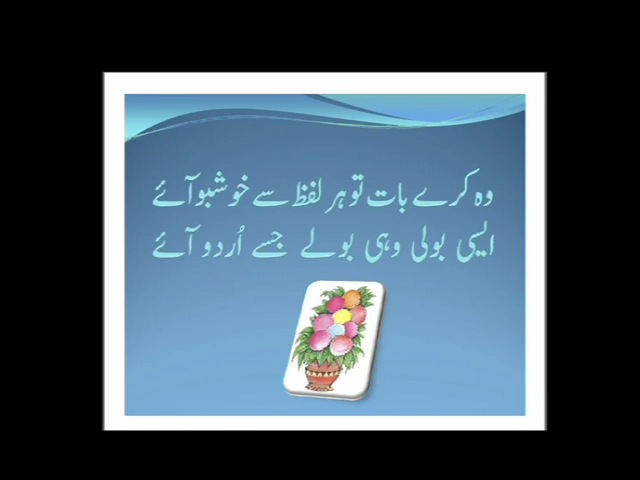 وہ کرے بات تو ہر لفظ سے خوشبو آئے
ایسی بولی وہی بولے جسے اُردو آئے